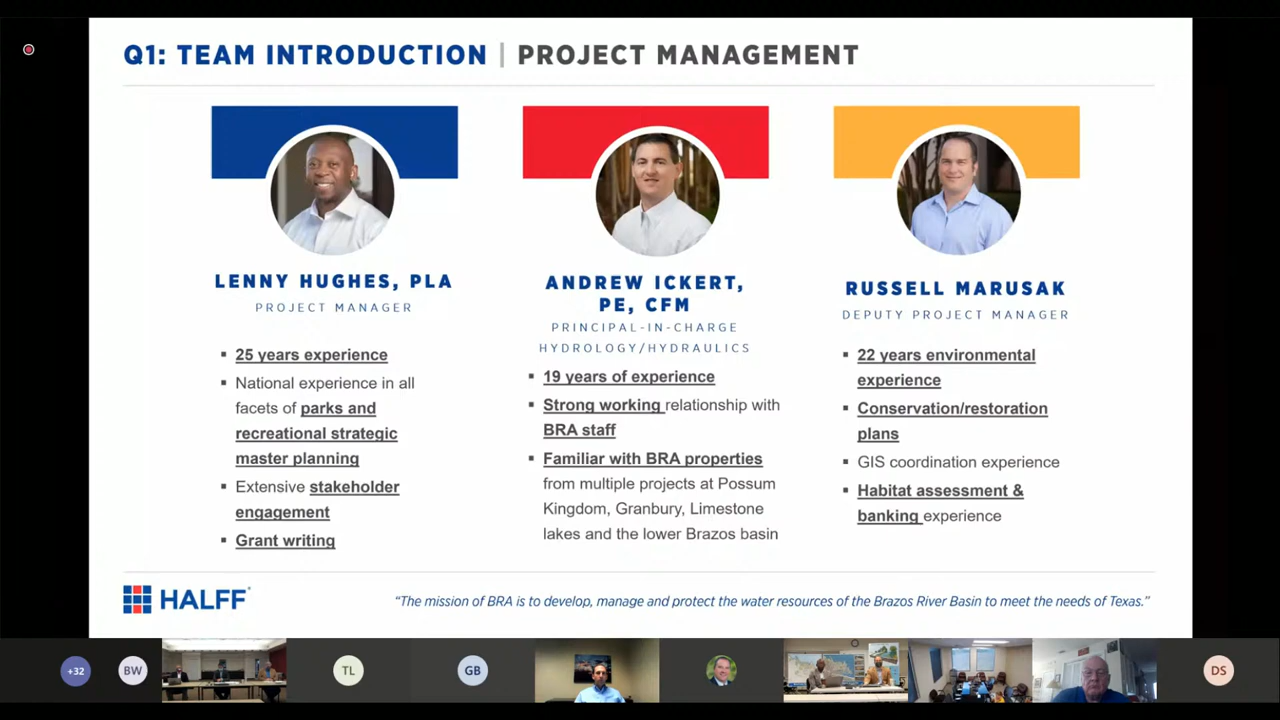 Q1: TEAM INTRODUCTION | PROJECT MANAGEMENT
LENNY HUGHES, PLA
PROJECT MANAGER
▪ 25 years experience
▪ National experience in all
facets of parks and
recreational strategic
master planning
▪ Extensive stakeholder
engagement
▪ Grant writing
ANDREW ICKERT,
PE, CFM
PRINCIPAL-IN-CHARGE
HYDROLOGY/HYDRAULICS
▪ 19 years of experience
▪ Strong working relationship with
BRA staff
▪ Familiar with BRA properties
from multiple projects at Possum
Kingdom, Granbury, Limestone
lakes and the lower Brazos basin
RUSSELL MARUSAK
DEPUTY PROJECT MANAGER
▪ 22 years environmental
experience
▪ Conservation/restoration
plans
▪ GIS coordination experience
▪ Habitat assessment &
banking experience
HALFF
“The mission of BRA is to develop, manage and protect the water resources of the Brazos River Basin to meet the needs of Texas.”
+32
BW
TL
GB
DS